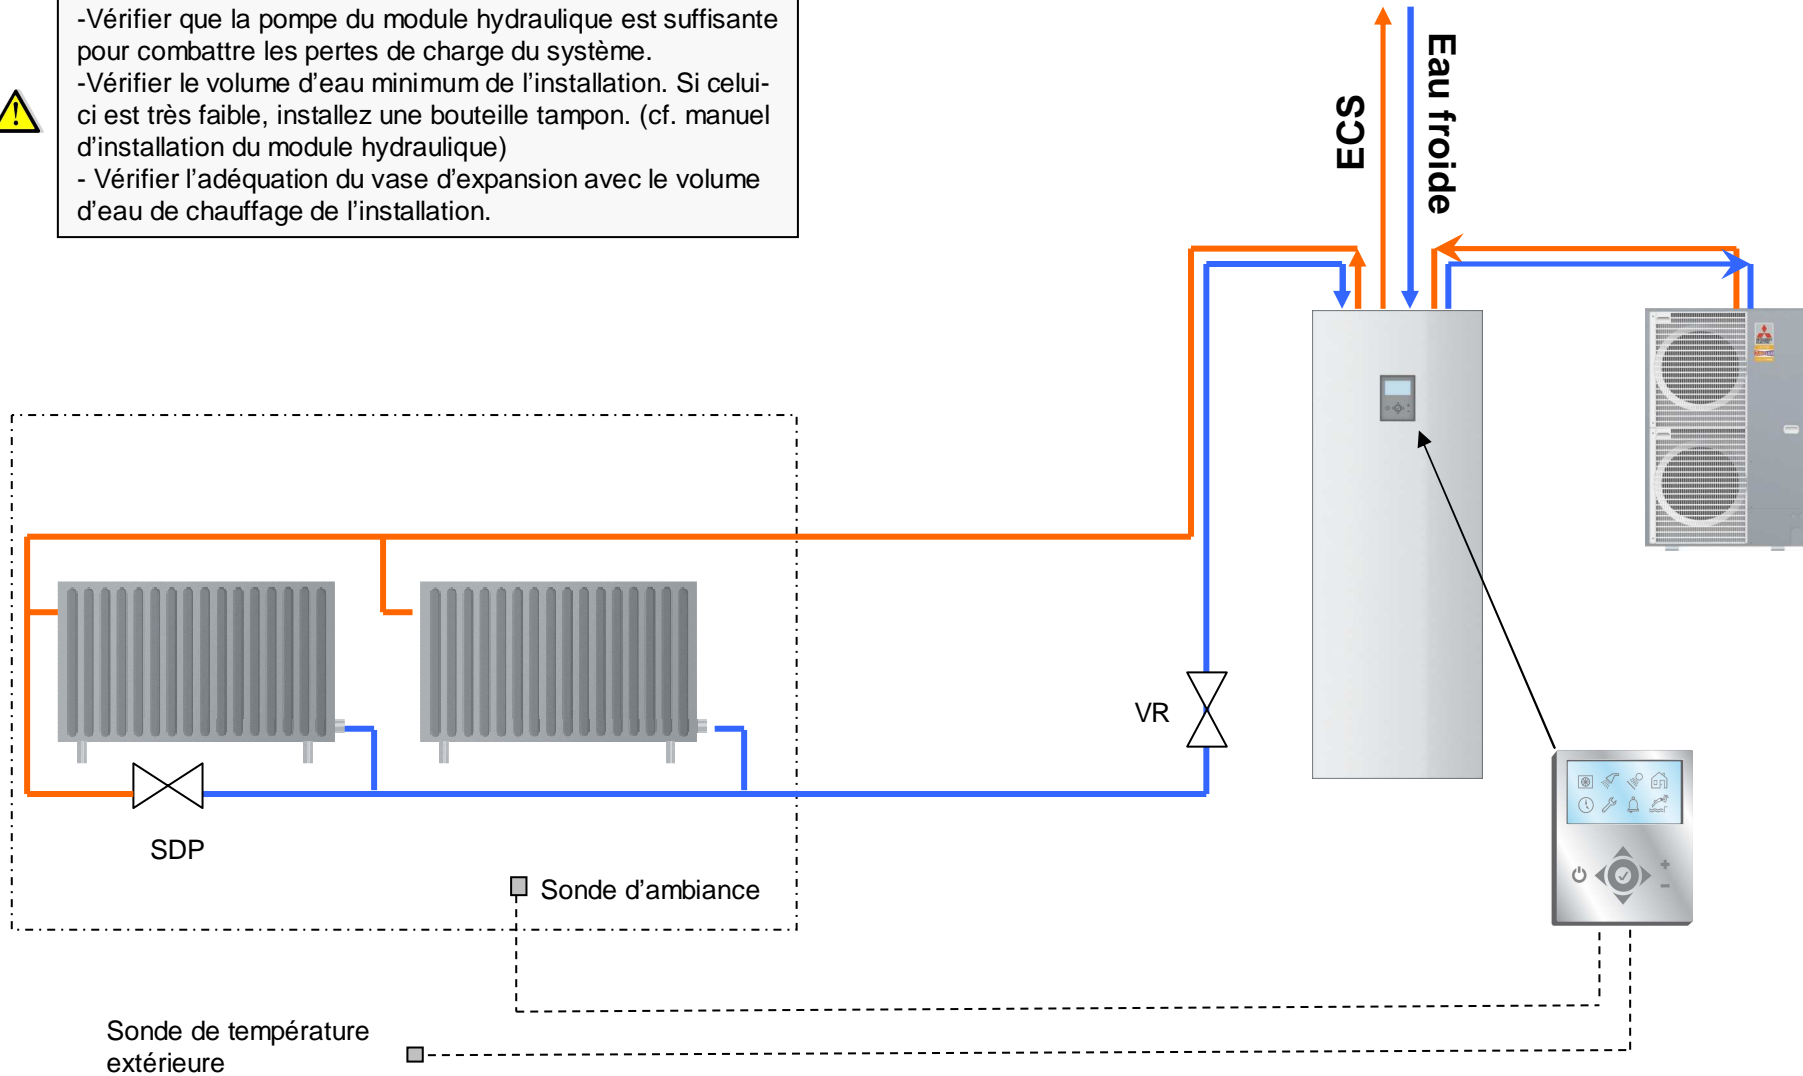 -Vérifier que la pompe du module hydraulique est suffisante
pour combattre les pertes de charge du système.
-Vérifier le volume d’eau minimum de l’installation. Si celui-
ci est très faible, installez une bouteille tampon. (cf. manuel
d’installation du module hydraulique)
- Vérifier l’adéquation du vase d’expansion avec le volume
d’eau de chauffage de l’installation.
ECS
Eau froide
VR
SDP
Sonde d’ambiance
Sonde de température
extérieure